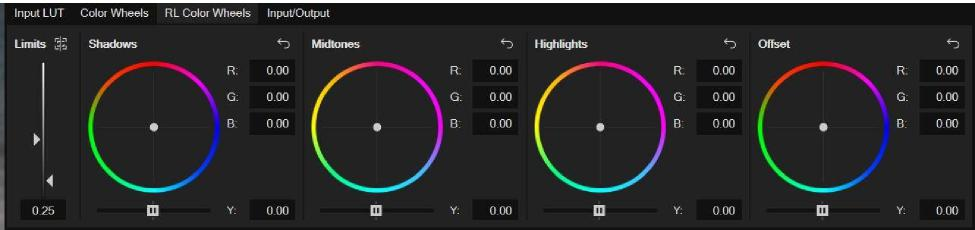 Input LUT Color Wheels RL Color Wheels Input/Output
Limits Shadows Midtones Highlights Offset
R: 0.00 R: 0.00 R: 0.00 R: 0.00
G: 0.00 G: 0.00 G: 0.00 G: 0.00
B: 0.00 B: 0.00 B: 0.00 B: 0.00
0.25 Y: 0.00 Y: 0.00 Y: 0.00 Y: 0.00